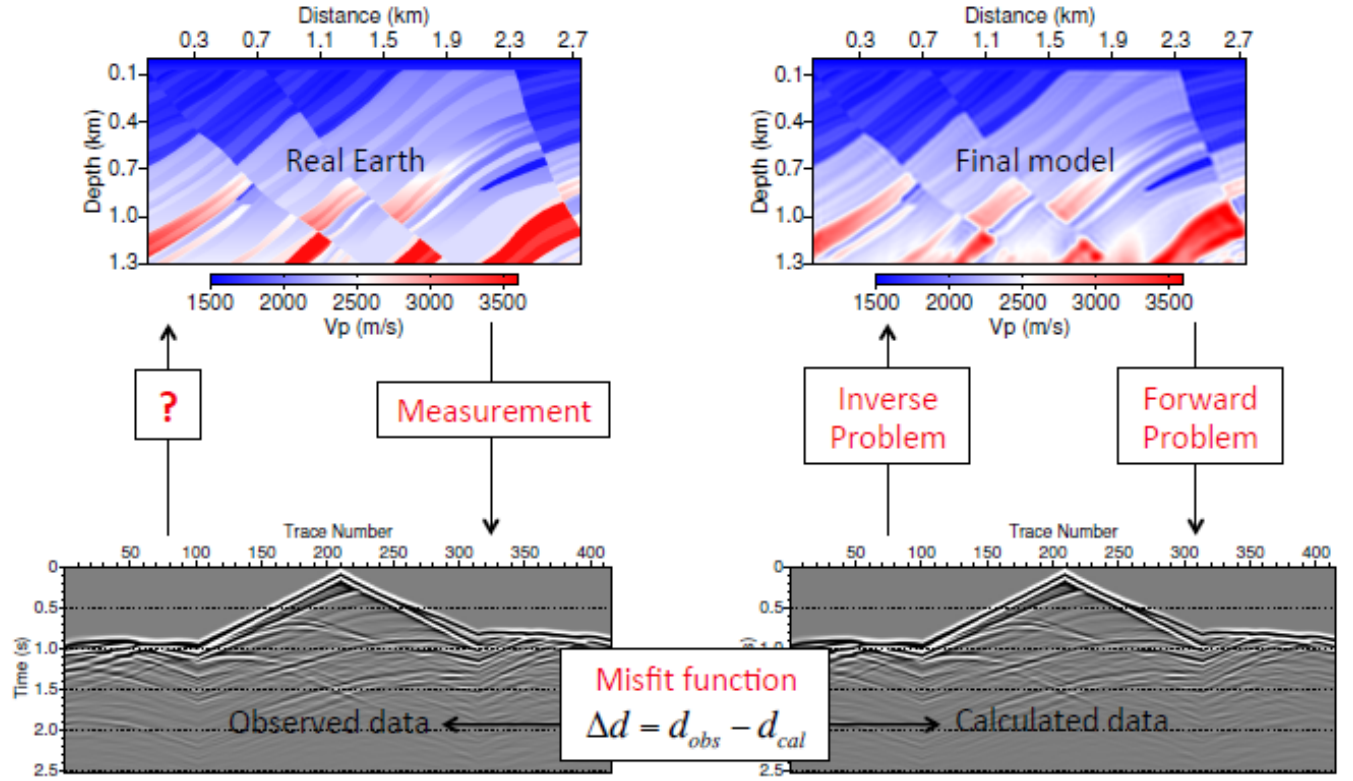 Distance (km)
0.3 0.7 1.1 1.5 1.9 2.3 2.7
Depth (km)
0.1
0.4
0.7
1.0
1.3
Real Earth
1500 2000 2500 3000 3500
Vp (m/s)
Distance (km)
0.3 0.7 1.1 1.5 1.9 2.3 2.7
Depth (km)
0.1
0.4
0.7
1.0
1.3
Final model
1500 2000 2500 3000 3500
Vp (m/s)
?
Measurement
Inverse
Problem
Forward
Problem
Trace Number
50 100 150 200 250 300 350 400
Time (s)
0
0.5
1.0
1.5
2.0
2.5
Observed data
Misfit function
Δd = d_obs − d_cal
Trace Number
50 100 150 200 250 300 350 400
0
0.5
Calculated data
2.5